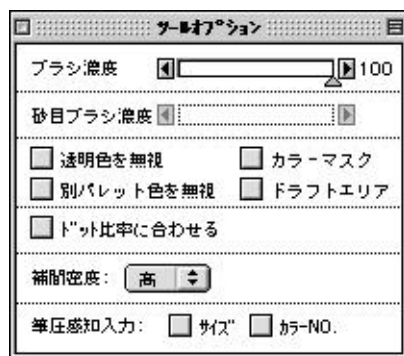 ツールオプション
ブラシ濃度 100
砂目ブラシ濃度
透明色を無視 カラーマスク
別パレット色を無視 ドラフトエリア
ドット比率に合わせる
補間密度: 高
筆圧感知入力: サイズ カラーNO.